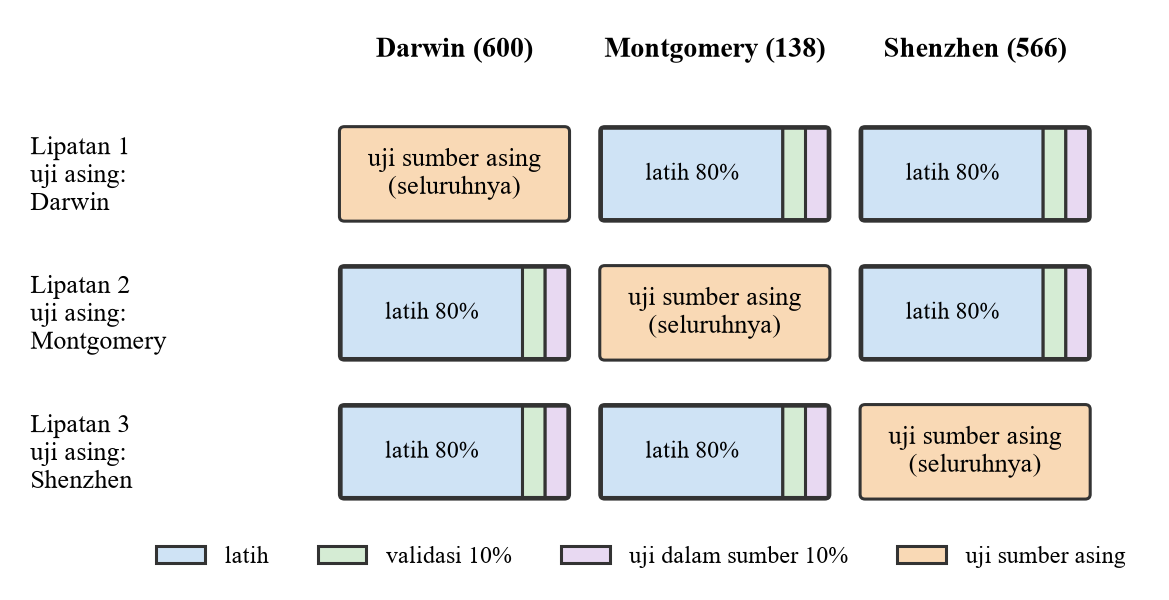 Darwin (600)
Montgomery (138)
Shenzhen (566)
Lipatan 1
uji asing:
Darwin
uji sumber asing
(seluruhnya)
latih 80%
latih 80%
Lipatan 2
uji asing:
Montgomery
latih 80%
uji sumber asing
(seluruhnya)
latih 80%
Lipatan 3
uji asing:
Shenzhen
latih 80%
latih 80%
uji sumber asing
(seluruhnya)
latih
validasi 10%
uji dalam sumber 10%
uji sumber asing